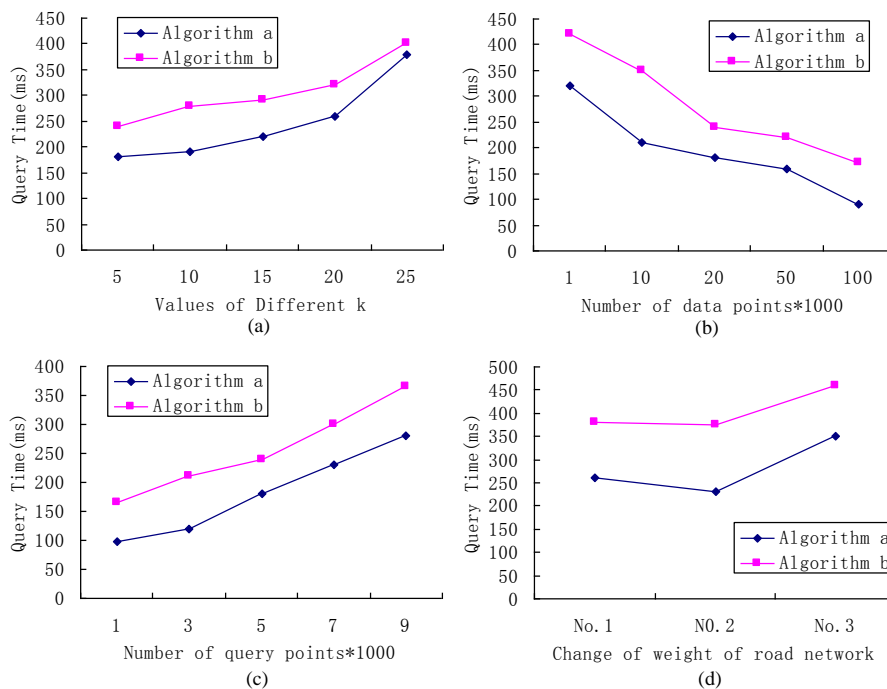 450
400
350
300
250
200
150
100
50
0
Query Time(ms)
Algorithm a
Algorithm b
5 10 15 20 25
Values of Different k
(a)
450
400
350
300
250
200
150
100
50
0
Query Time(ms)
Algorithm a
Algorithm b
1 10 20 50 100
Number of data points*1000
(b)
400
350
300
250
200
150
100
50
0
Query Time(ms)
Algorithm a
Algorithm b
1 3 5 7 9
Number of query points*1000
(c)
500
450
400
350
300
250
200
150
100
50
0
Query Time(ms)
Algorithm a
Algorithm b
No.1 N0.2 No.3
Change of weight of road network
(d)